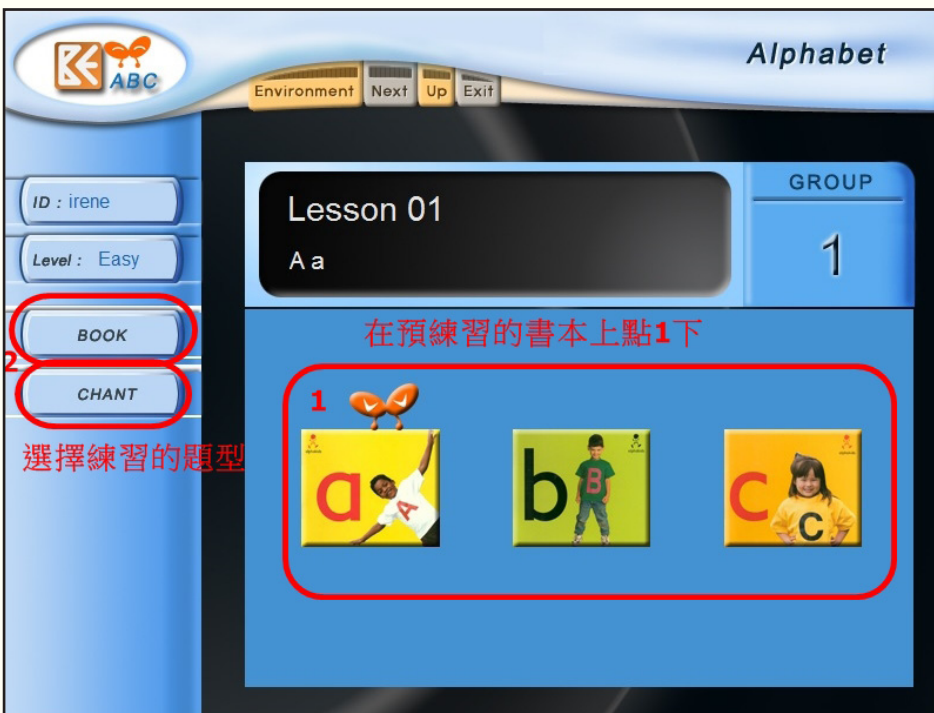 KE ABC
Alphabet
Environment Next Up Exit
GROUP
1
ID : irene
Lesson 01
Level : Easy
A a
BOOK
在預練習的書本上點1下
2
CHANT
1
選擇練習的題型
a A
b B
c C